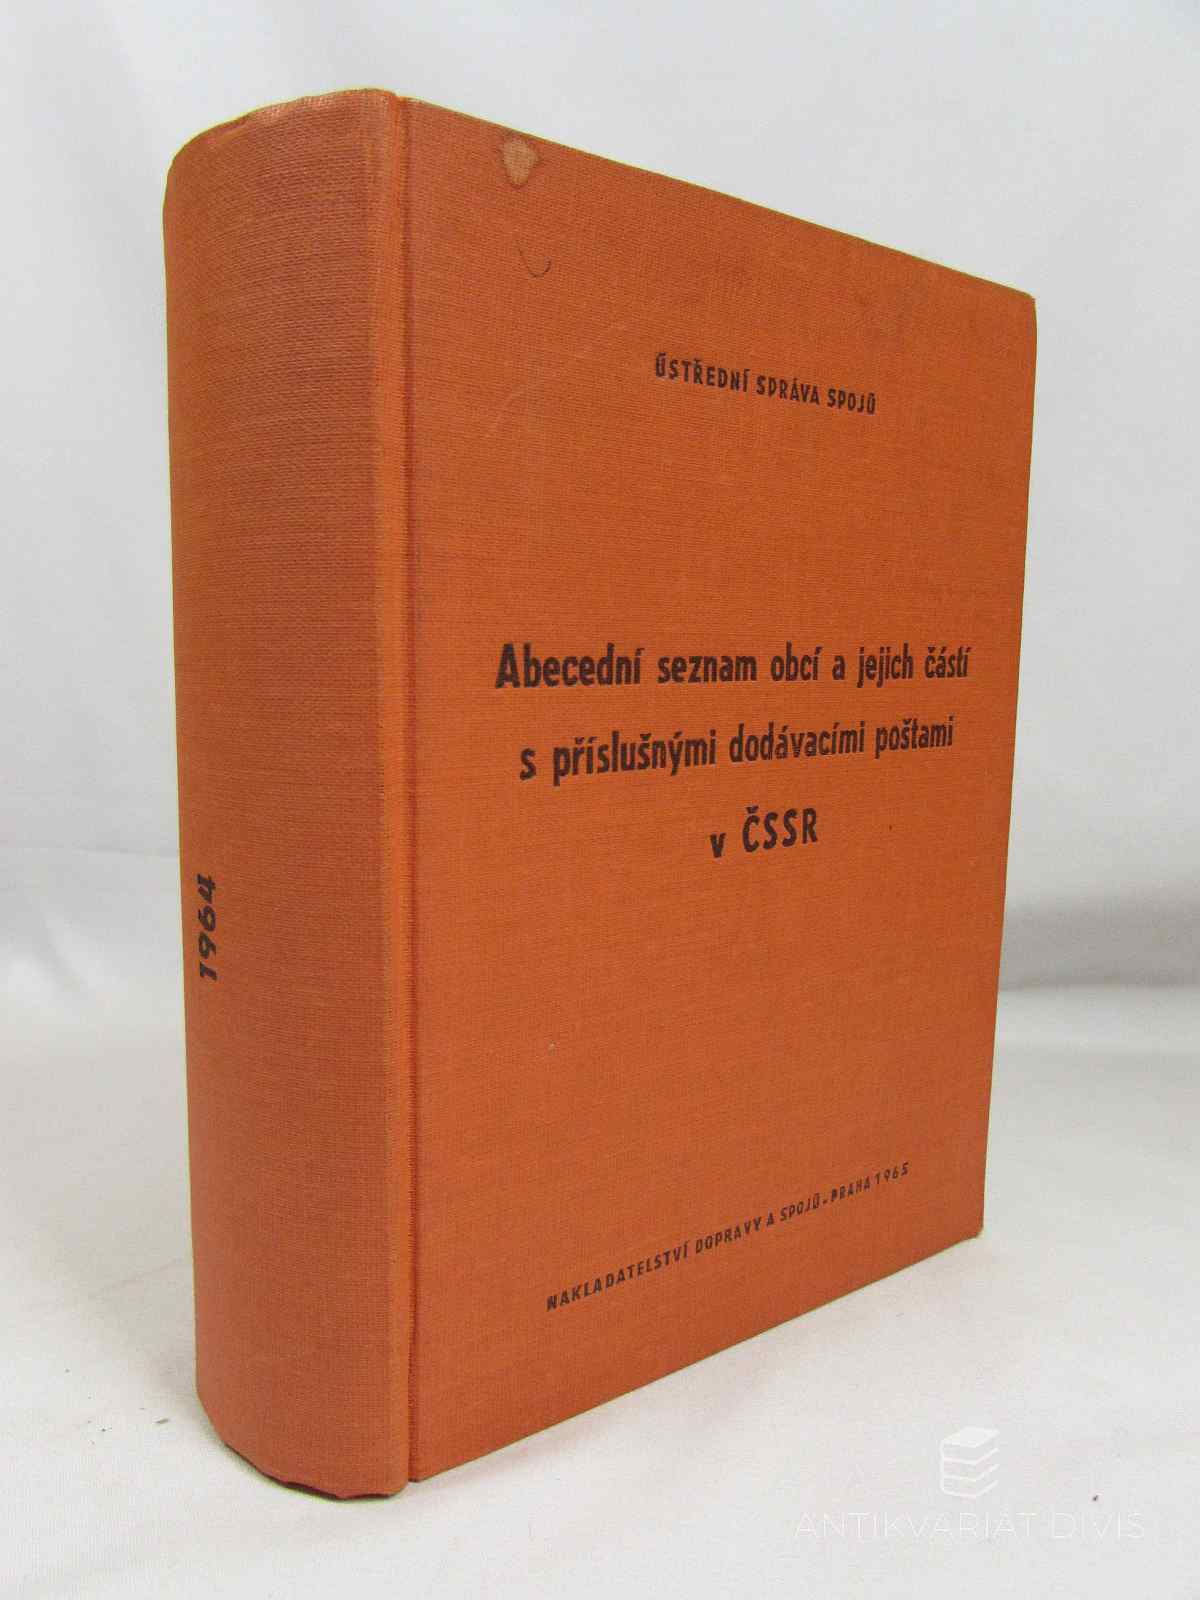 ÚSTŘEDNÍ SPRÁVA SPOJŮ
Abecední seznam obcí a jejich částí
s příslušnými dodávacími poštami
v ČSSR
NAKLADATELSTVÍ DOPRAVY A SPOJŮ-PRAHA 1965
1964
ANTIKVARIÁT DIVIŠ